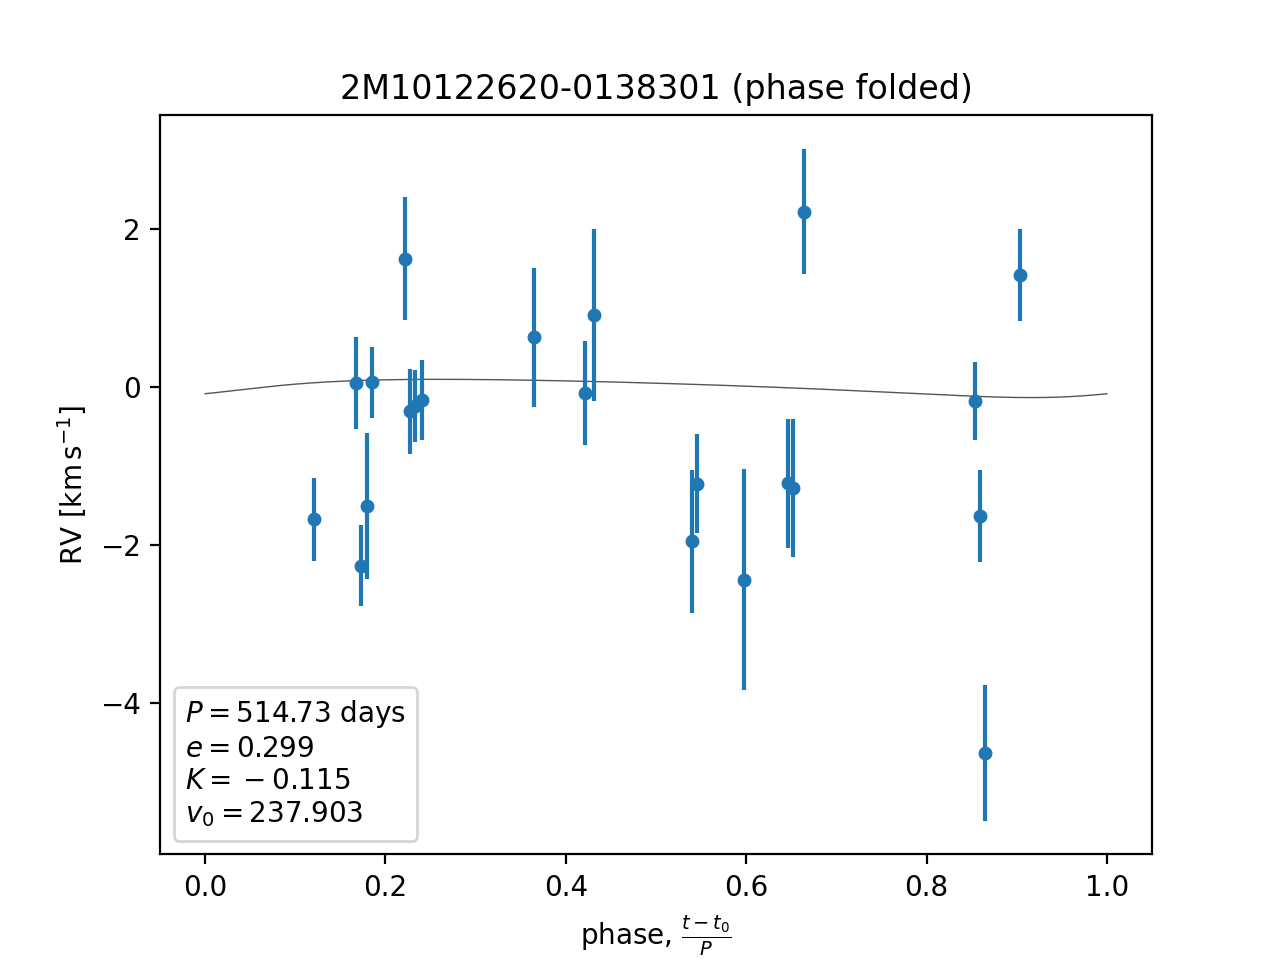 2M10122620-0138301 (phase folded)
RV [km s⁻¹]
2
0
−2
−4
P = 514.73 days
e = 0.299
K = −0.115
v₀ = 237.903
0.0 0.2 0.4 0.6 0.8 1.0
phase, (t − t₀)/P